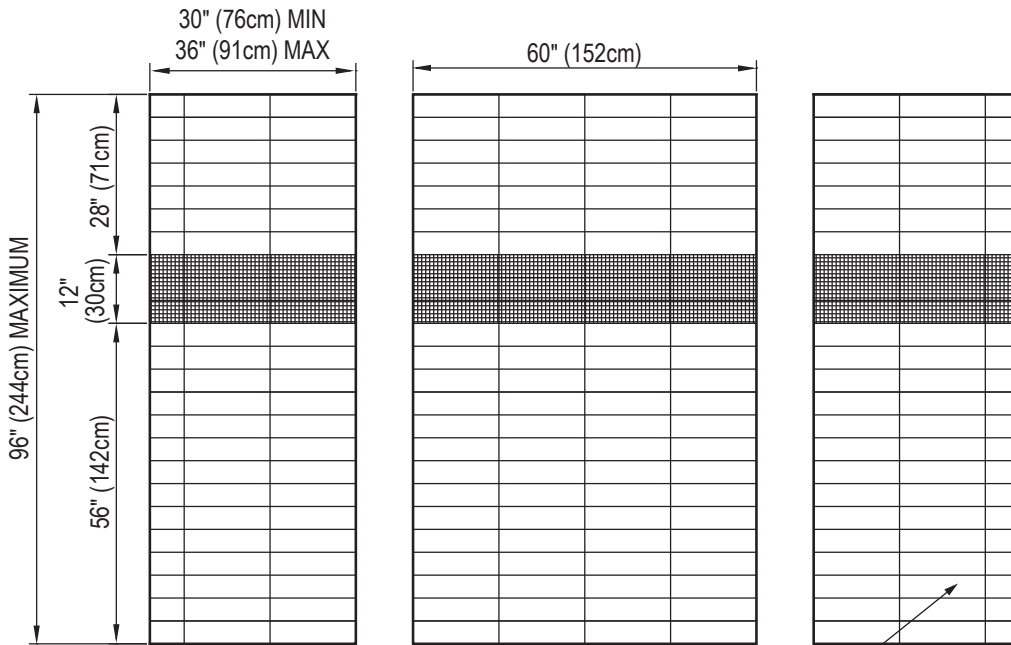 30" (76cm) MIN
36" (91cm) MAX
60" (152cm)
28" (71cm)
12"
(30cm)
96" (244cm) MAXIMUM
56" (142cm)